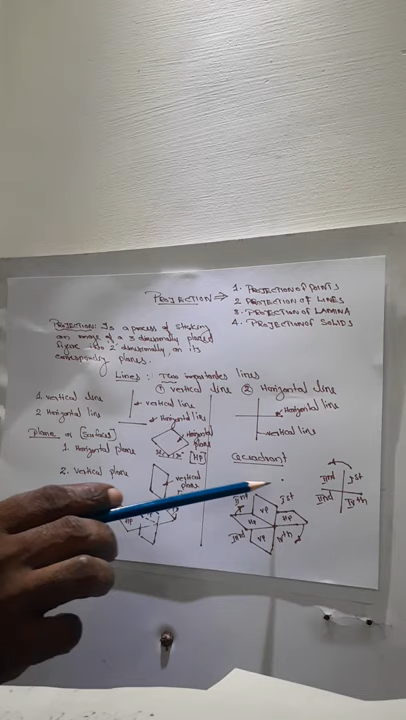 PROJECTION ⇒ 1. PROJECTION OF POINTS
2 PROJECTION OF LINES
3. PROJECTION OF LAMINA
4. PROJECTION OF SOLIDS
PROJECTION: Is a process of
an image of a 3 dimensionally placed
figure into 2 dimensionally on its
corresponding planes.
Lines: Two importantes lines
① vertical line ② Horizontal line
1. vertical line
2 Horizontal line
vertical line
Horizontal line
Horizontal line
vertical line
Plane or [Surfaces]
1. Horizontal plane
2. vertical plane
Horizontal
plane
[HP]
vertical
plane
Quadrant
IInd
Ist
VP
HP
HP
VP
IIIrd
IVth
IInd
Ist
IIIrd
IVth